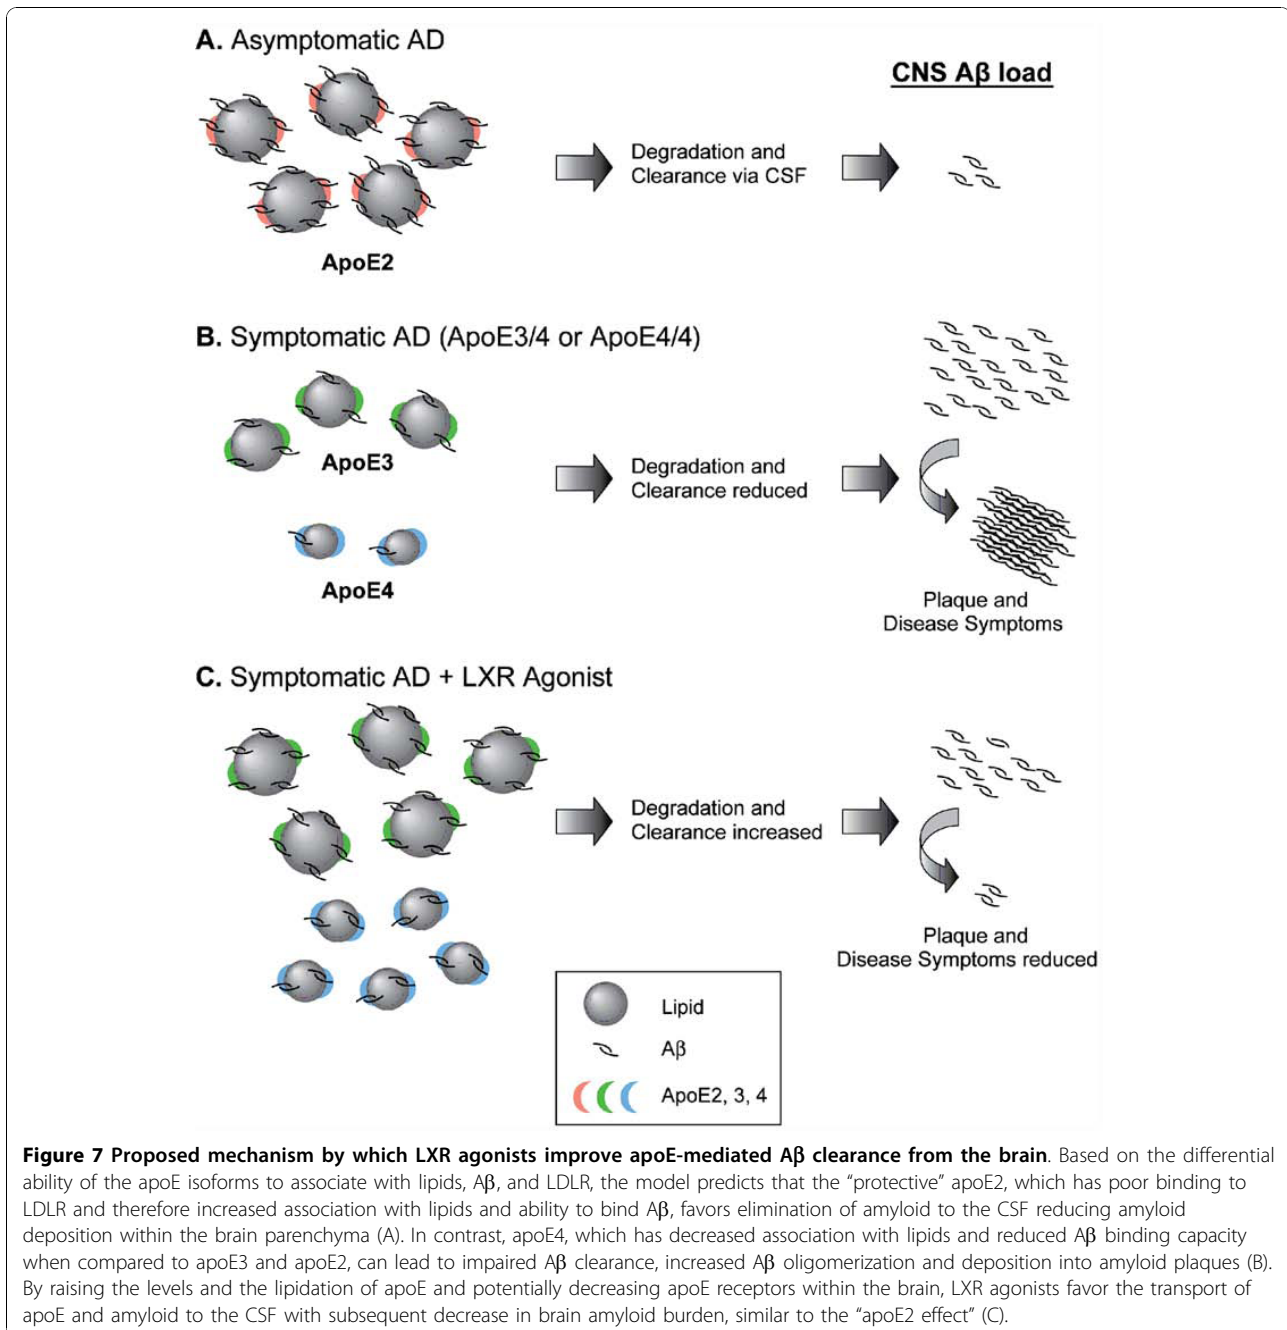 A. Asymptomatic AD
CNS Aβ load
Degradation and
Clearance via CSF
ApoE2
B. Symptomatic AD (ApoE3/4 or ApoE4/4)
ApoE3
Degradation and
Clearance reduced
ApoE4
Plaque and
Disease Symptoms
C. Symptomatic AD + LXR Agonist
Degradation and
Clearance increased
Plaque and
Disease Symptoms reduced
Lipid
Aβ
ApoE2, 3, 4
Figure 7 Proposed mechanism by which LXR agonists improve apoE-mediated Aβ clearance from the brain. Based on the differential
ability of the apoE isoforms to associate with lipids, Aβ, and LDLR, the model predicts that the “protective” apoE2, which has poor binding to
LDLR and therefore increased association with lipids and ability to bind Aβ, favors elimination of amyloid to the CSF reducing amyloid
deposition within the brain parenchyma (A). In contrast, apoE4, which has decreased association with lipids and reduced Aβ binding capacity
when compared to apoE3 and apoE2, can lead to impaired Aβ clearance, increased Aβ oligomerization and deposition into amyloid plaques (B).
By raising the levels and the lipidation of apoE and potentially decreasing apoE receptors within the brain, LXR agonists favor the transport of
apoE and amyloid to the CSF with subsequent decrease in brain amyloid burden, similar to the “apoE2 effect” (C).